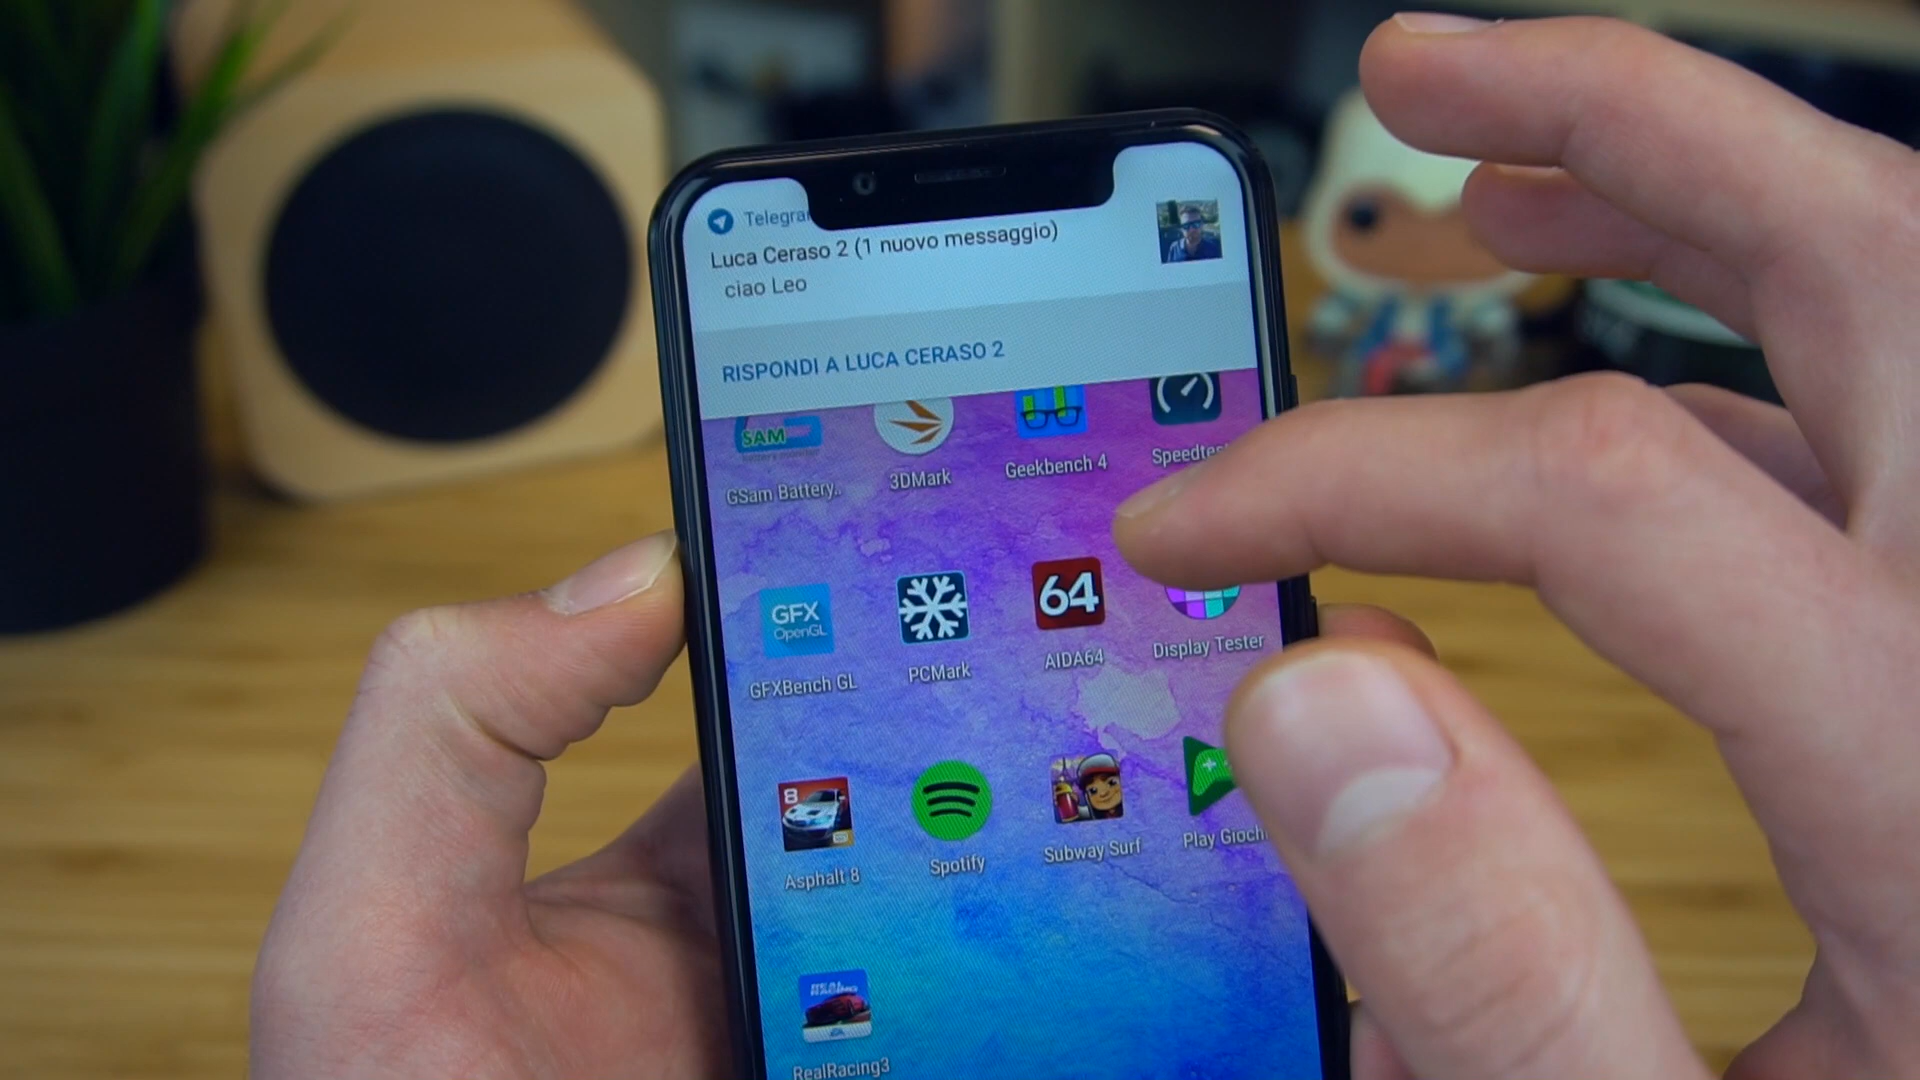 Telegra
Luca Ceraso 2 (1 nuovo messaggio)
ciao Leo
RISPONDI A LUCA CERASO 2
SAM
GSam Battery..
3DMark
Geekbench 4
Speedtes
GFX
OpenGL
64
GFXBench GL
PCMark
AIDA64
Display Tester
8
Asphalt 8
Spotify
Subway Surf
Play Giochi
REAL
RACING
RealRacing3